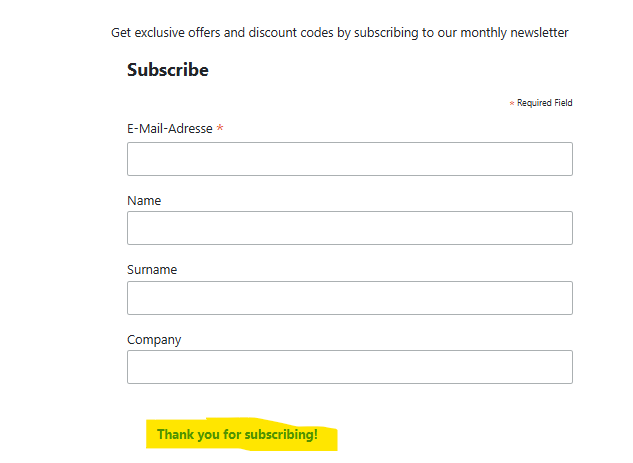 Get exclusive offers and discount codes by subscribing to our monthly newsletter
Subscribe
* Required Field
E-Mail-Adresse *
Name
Surname
Company
Thank you for subscribing!